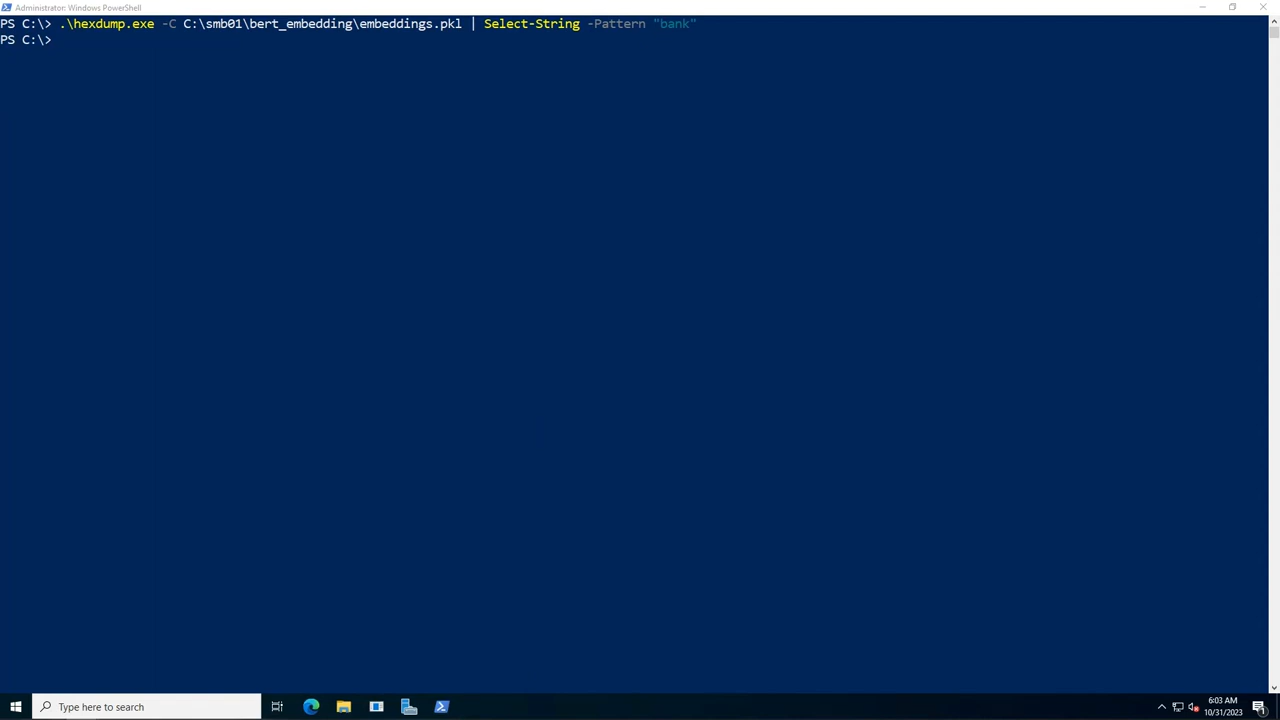 Administrator: Windows PowerShell
PS C:\> .\hexdump.exe -C C:\smb01\bert_embedding\embeddings.pkl | Select-String -Pattern "bank"
PS C:\>
Type here to search
6:03 AM
10/31/2023
1